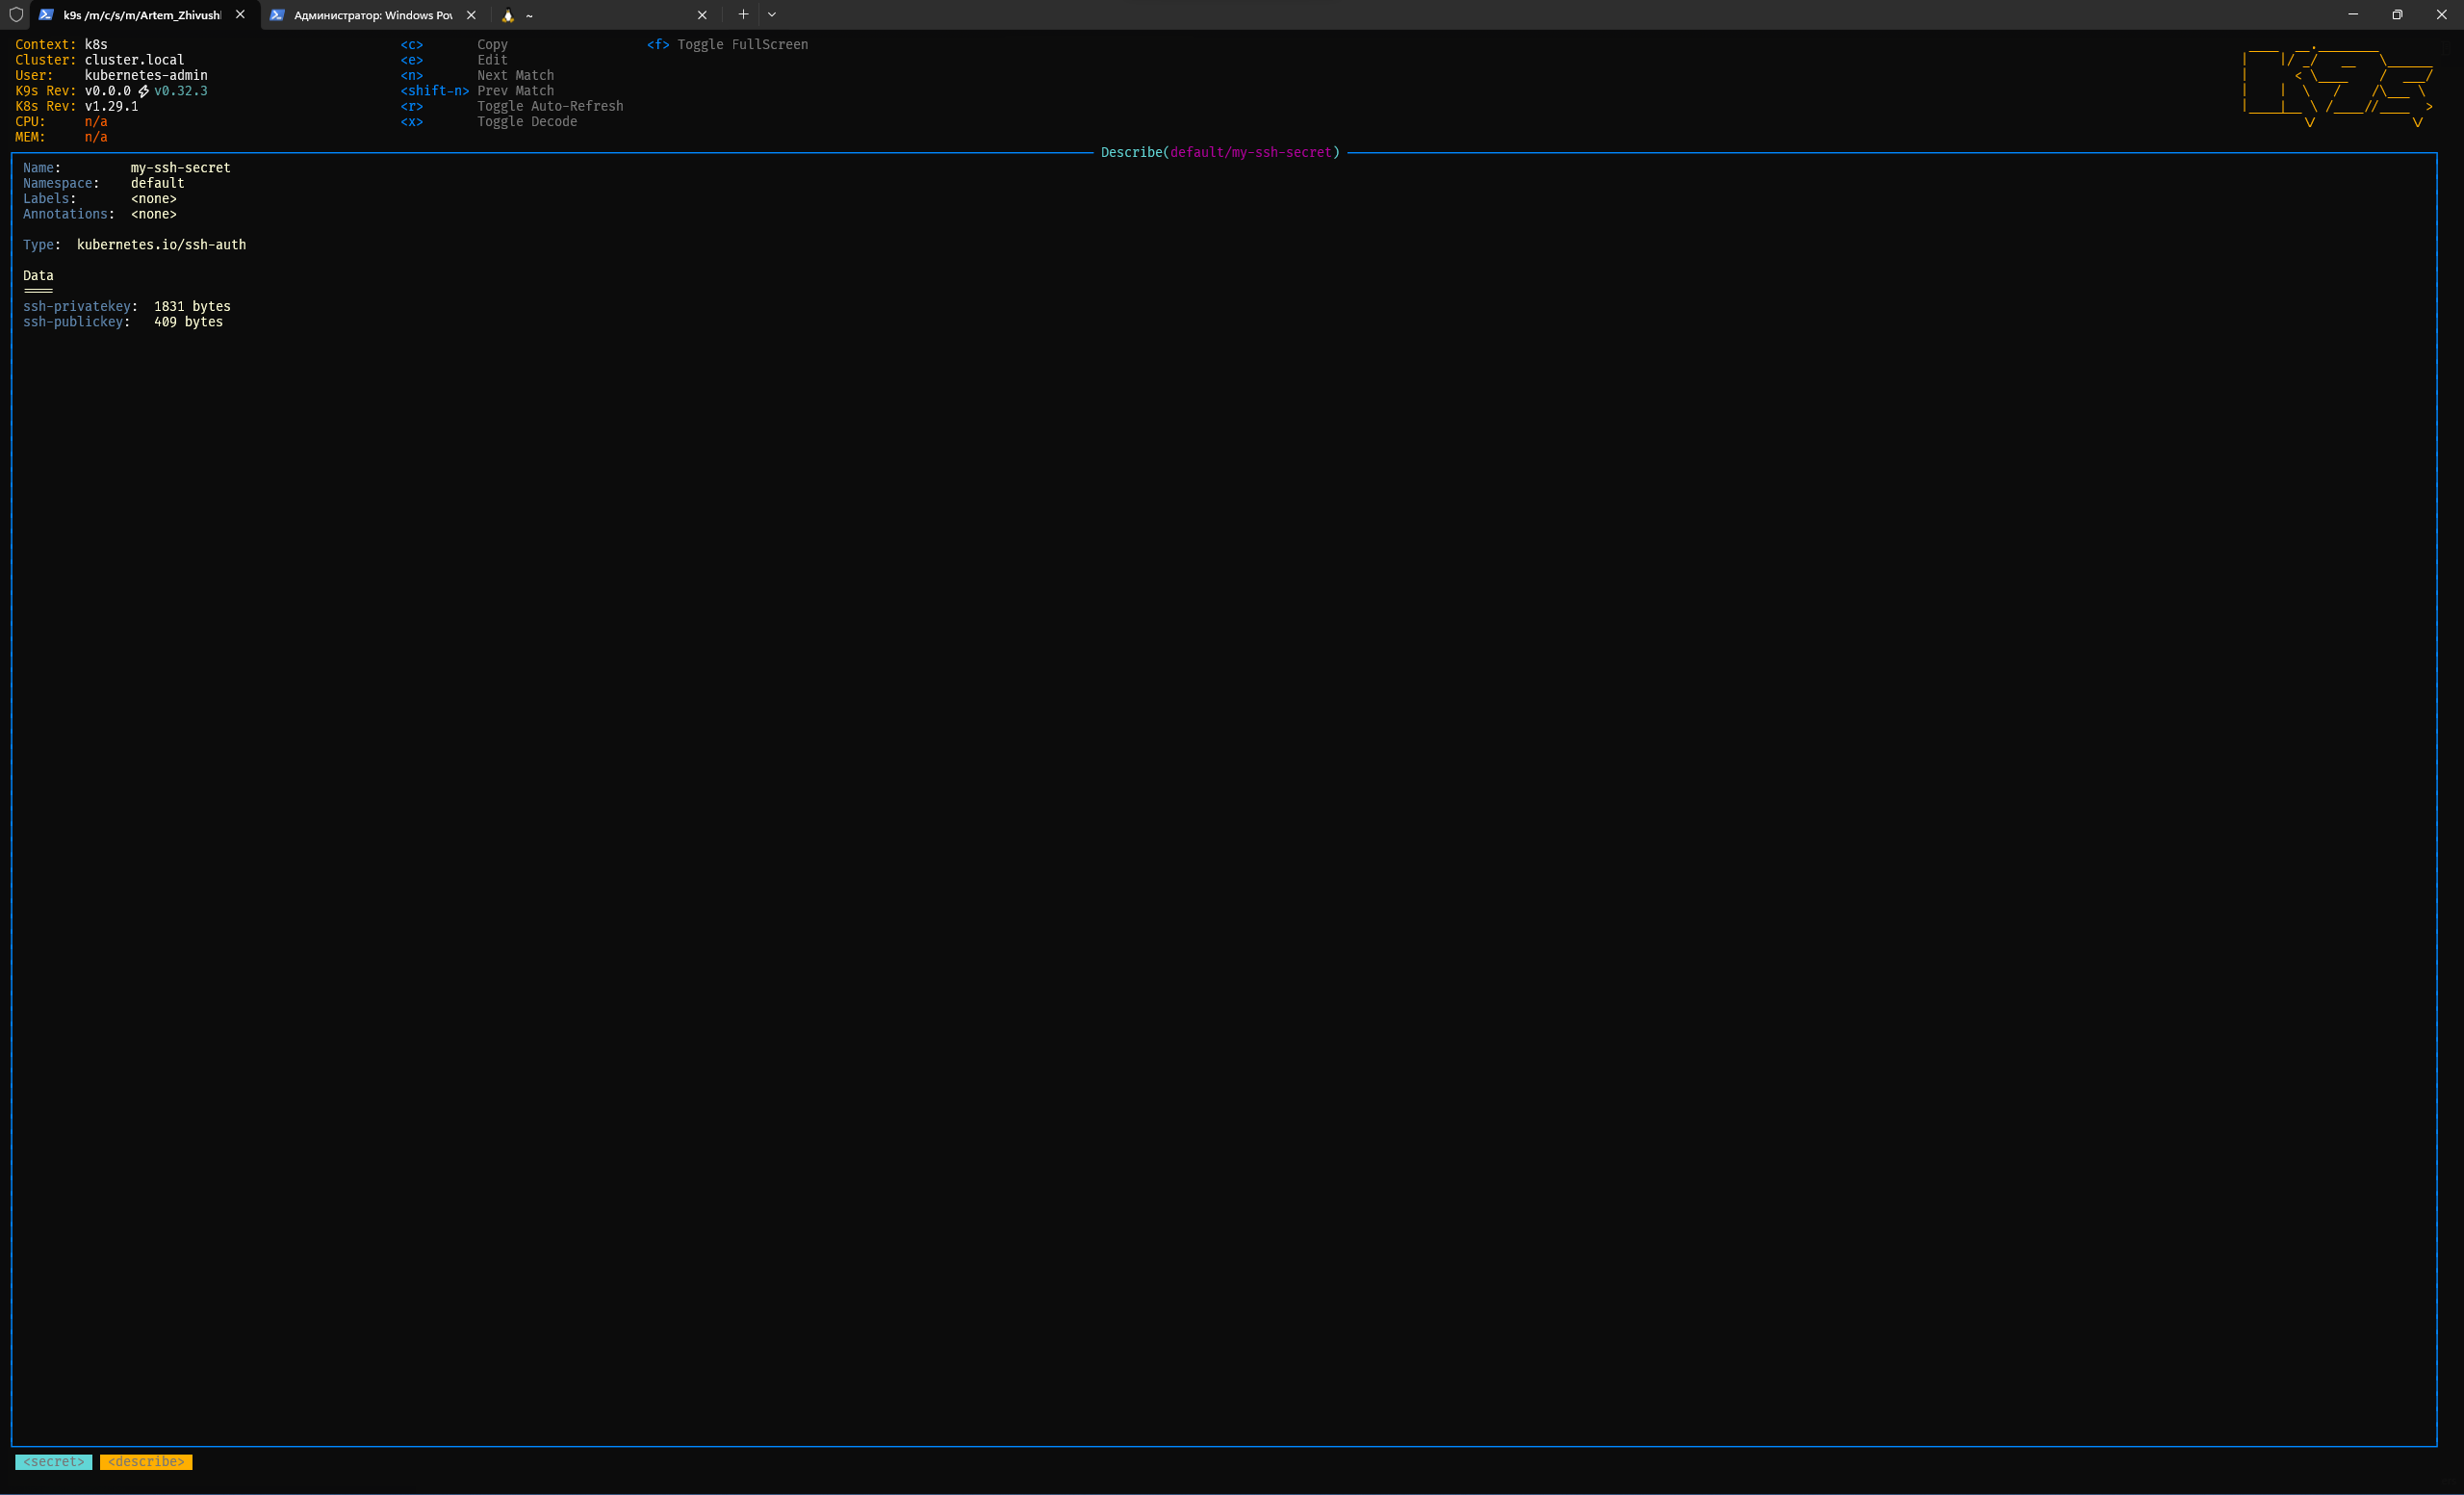 k9s /m/c/s/m/Artem_Zhivush
Администратор: Windows Pow
~
Context: k8s
Cluster: cluster.local
User: kubernetes-admin
K9s Rev: v0.0.0 ⚡ v0.32.3
K8s Rev: v1.29.1
CPU: n/a
MEM: n/a
<c> Copy
<e> Edit
<n> Next Match
<shift-n> Prev Match
<r> Toggle Auto-Refresh
<x> Toggle Decode
<f> Toggle FullScreen
K9s
Describe(default/my-ssh-secret)
Name: my-ssh-secret
Namespace: default
Labels: <none>
Annotations: <none>
Type: kubernetes.io/ssh-auth
Data
====
ssh-privatekey: 1831 bytes
ssh-publickey: 409 bytes
<secret> <describe>